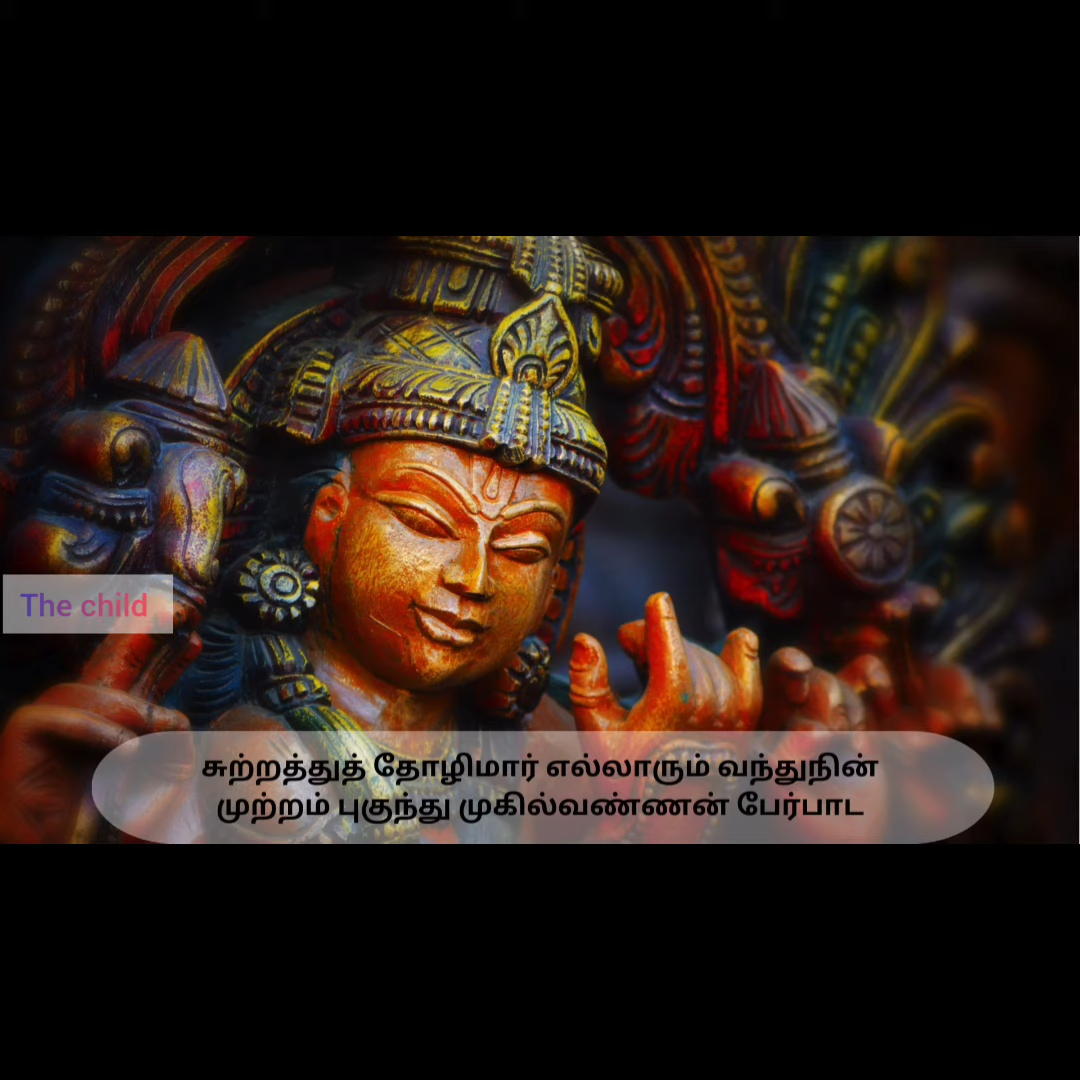 The child
சுற்றத்துத் தோழிமார் எல்லாரும் வந்துநின்
முற்றம் புகுந்து முகில்வண்ணன் பேர்பாட